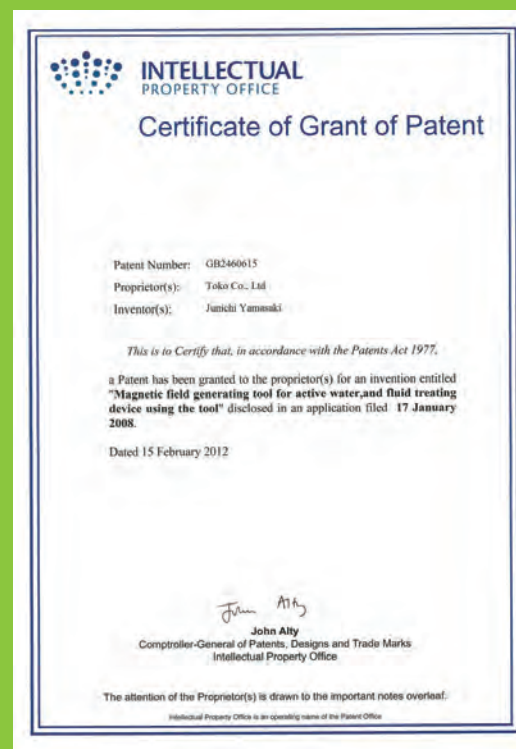 INTELLECTUAL
PROPERTY OFFICE
Certificate of Grant of Patent
Patent Number: GB2460615
Proprietor(s): Toko Co., Ltd
Inventor(s): Junichi Yamasaki
This is to Certify that, in accordance with the Patents Act 1977,
a Patent has been granted to the proprietor(s) for an invention entitled
"Magnetic field generating tool for active water,and fluid treating
device using the tool" disclosed in an application filed 17 January
2008.
Dated 15 February 2012
John Alty
John Alty
Comptroller-General of Patents, Designs and Trade Marks
Intellectual Property Office
The attention of the Proprietor(s) is drawn to the important notes overleaf.
Intellectual Property Office is an operating name of the Patent Office